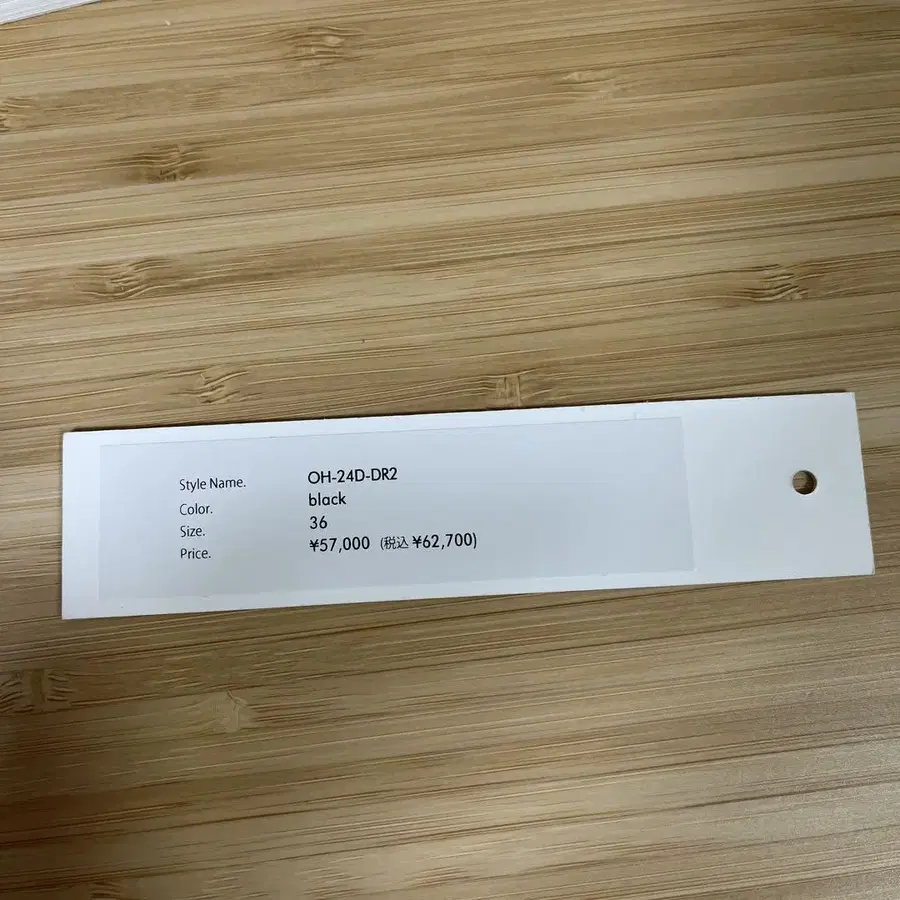 Style Name. OH-24D-DR2
Color. black
Size. 36
Price. ¥57,000 (税込 ¥62,700)